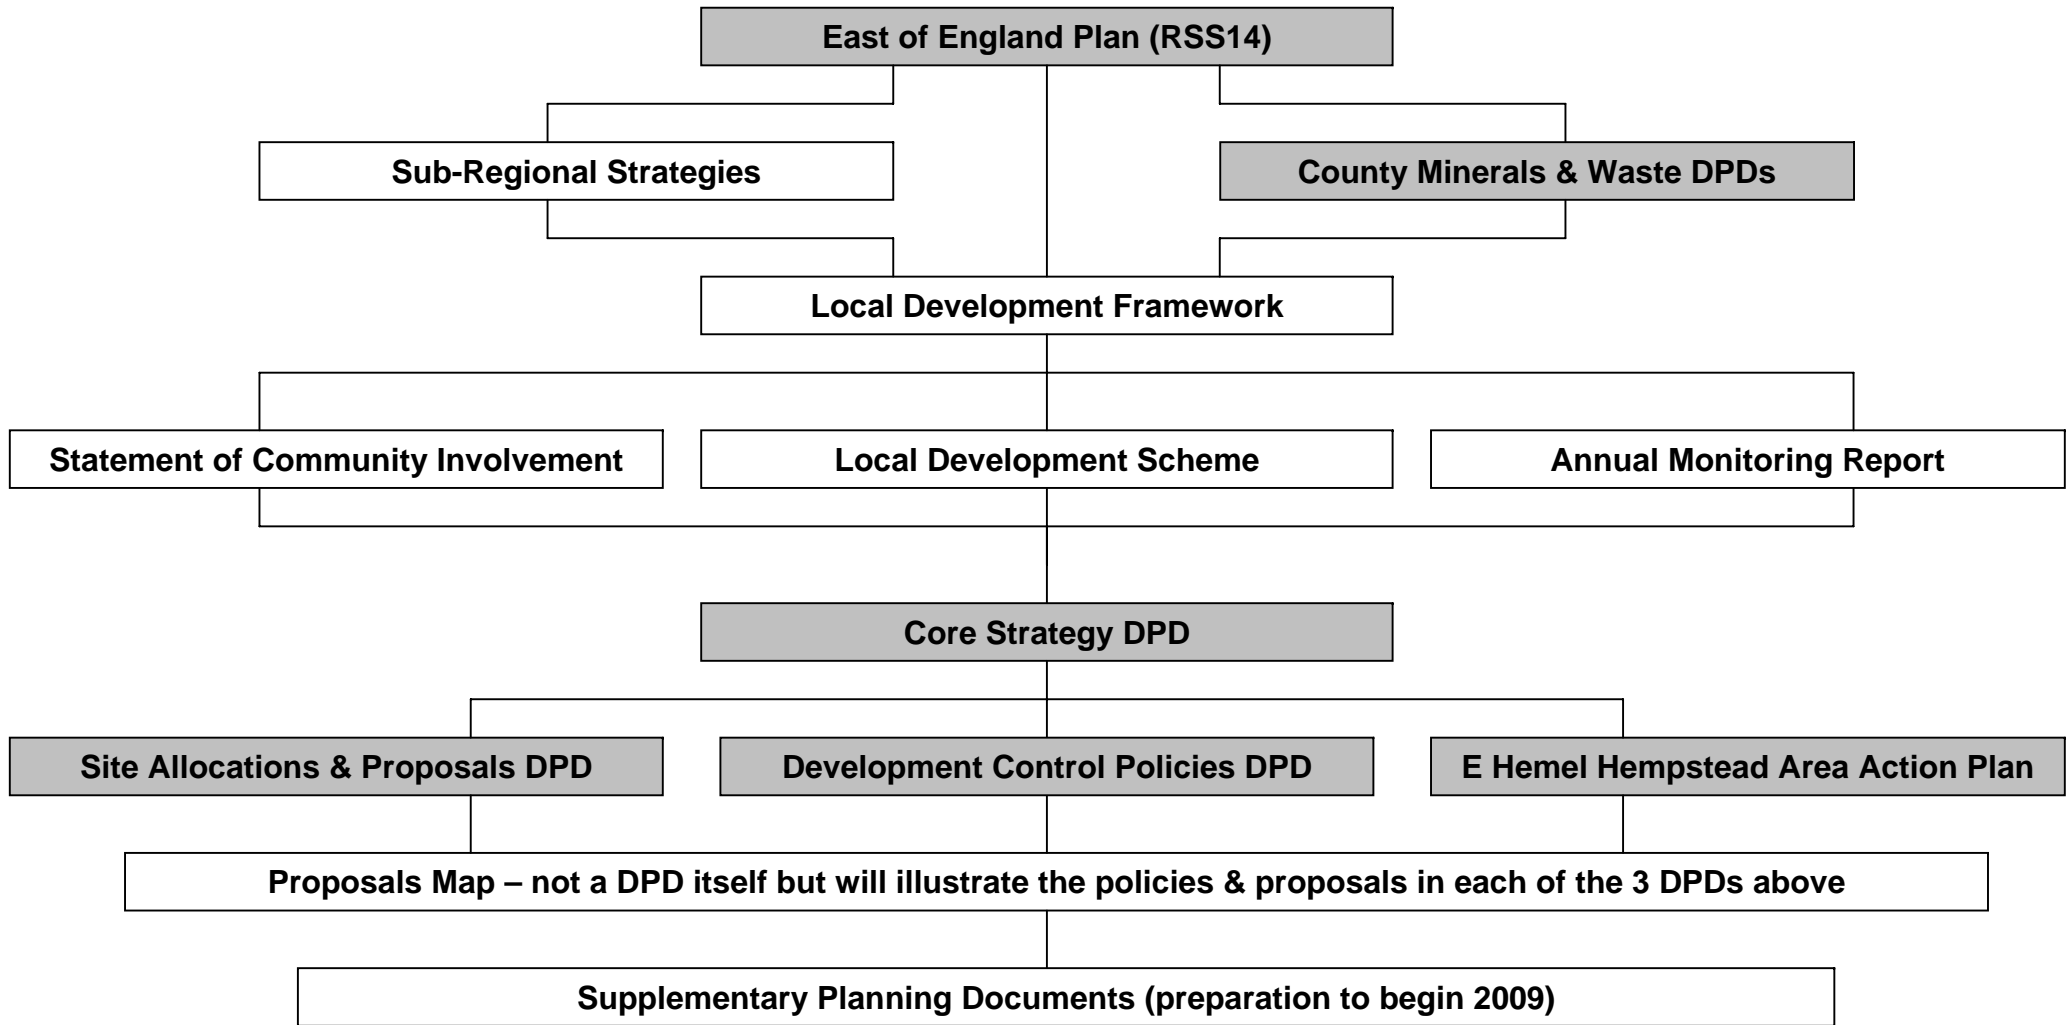 East of England Plan (RSS14)
Sub-Regional Strategies
County Minerals & Waste DPDs
Local Development Framework
Statement of Community Involvement
Local Development Scheme
Annual Monitoring Report
Core Strategy DPD
Site Allocations & Proposals DPD
Development Control Policies DPD
E Hemel Hempstead Area Action Plan
Proposals Map – not a DPD itself but will illustrate the policies & proposals in each of the 3 DPDs above
Supplementary Planning Documents (preparation to begin 2009)